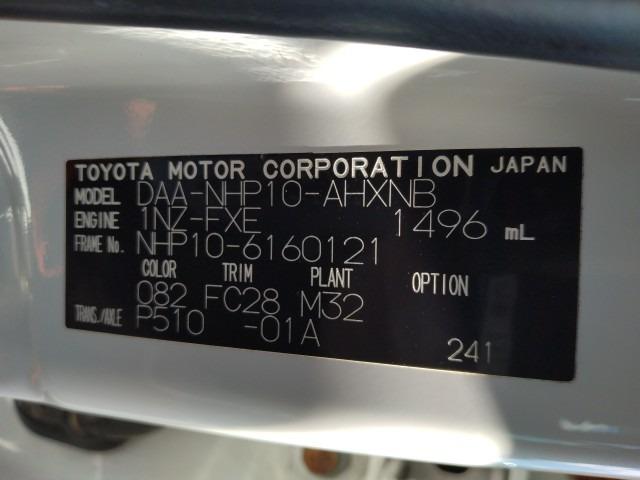 TOYOTA MOTOR CORPORATION JAPAN
MODEL DAA-NHP10-AHXNB
ENGINE 1NZ-FXE 1496 mL
FRAME No. NHP10-6160121
COLOR TRIM PLANT OPTION
082 FC28 M32
TRANS./AXLE P510 -01A
241